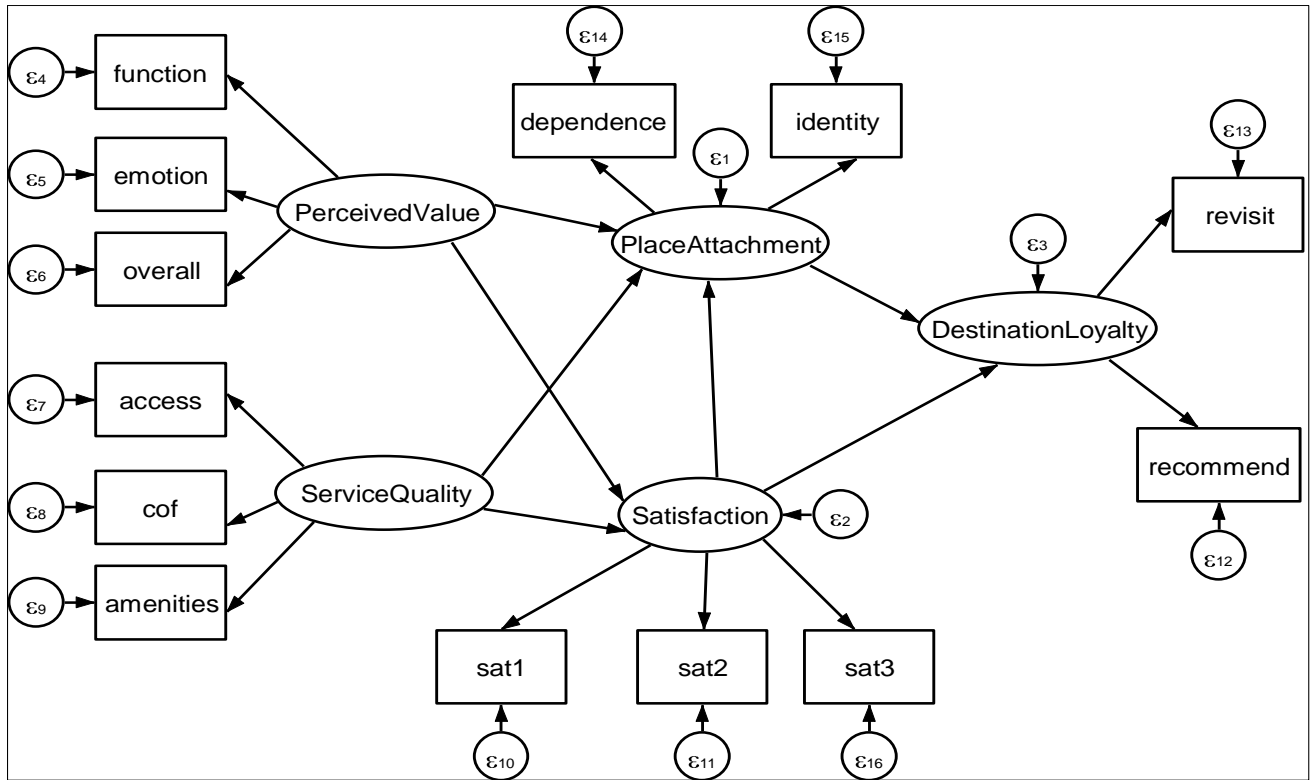 ε14
ε15
ε4
function
dependence
identity
ε13
ε1
ε5
emotion
PerceivedValue
revisit
PlaceAttachment
ε3
ε6
overall
DestinationLoyalty
ε7
access
recommend
ServiceQuality
ε8
cof
Satisfaction
ε2
ε12
ε9
amenities
sat1
sat2
sat3
ε10
ε11
ε16